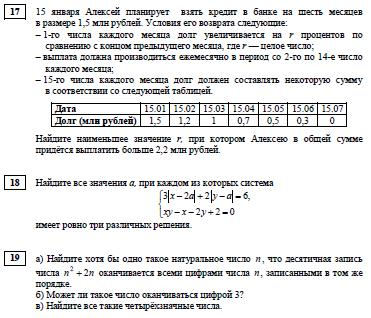 17 15 января Алексей планирует взять кредит в банке на шесть месяцев
в размере 1,5 млн рублей. Условия его возврата следующие:
– 1-го числа каждого месяца долг увеличивается на r процентов по
сравнению с концом предыдущего месяца, где r — целое число;
– выплата должна производиться ежемесячно в период со 2-го по 14-е число
каждого месяца;
– 15-го числа каждого месяца долг должен составлять некоторую сумму
в соответствии со следующей таблицей.
Дата 15.01 15.02 15.03 15.04 15.05 15.06 15.07
Долг (млн рублей) 1,5 1,2 1 0,7 0,5 0,3 0
Найдите наименьшее значение r, при котором Алексею в общей сумме
придётся выплатить больше 2,2 млн рублей.
18 Найдите все значения a, при каждом из которых система
{3|x − 2a| + 2|y − a| = 6,
xy − x − 2y + 2 = 0
имеют ровно три различных решения.
19 а) Найдите хотя бы одно такое натуральное число n, что десятичная запись
числа n² + 2n оканчивается всеми цифрами числа n, записанными в том же
порядке.
б) Может ли такое число оканчиваться цифрой 3?
в) Найдите все такие четырёхзначные числа.